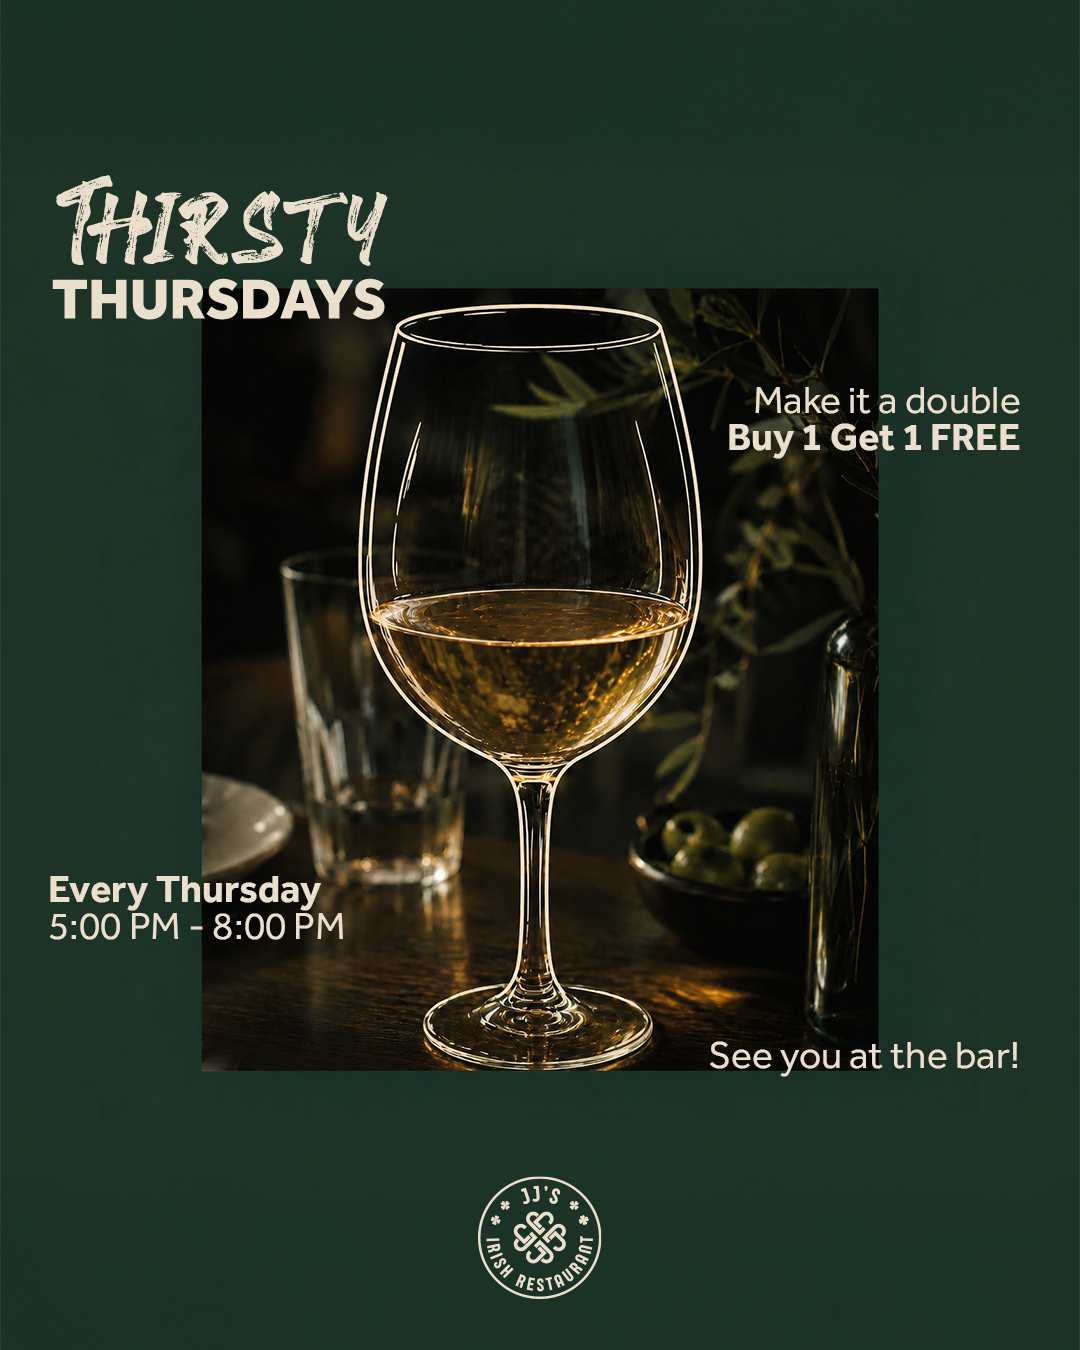 THIRSTY
THURSDAYS
Make it a double
Buy 1 Get 1 FREE
Every Thursday
5:00 PM - 8:00 PM
See you at the bar!
JJ'S
IRISH RESTAURANT